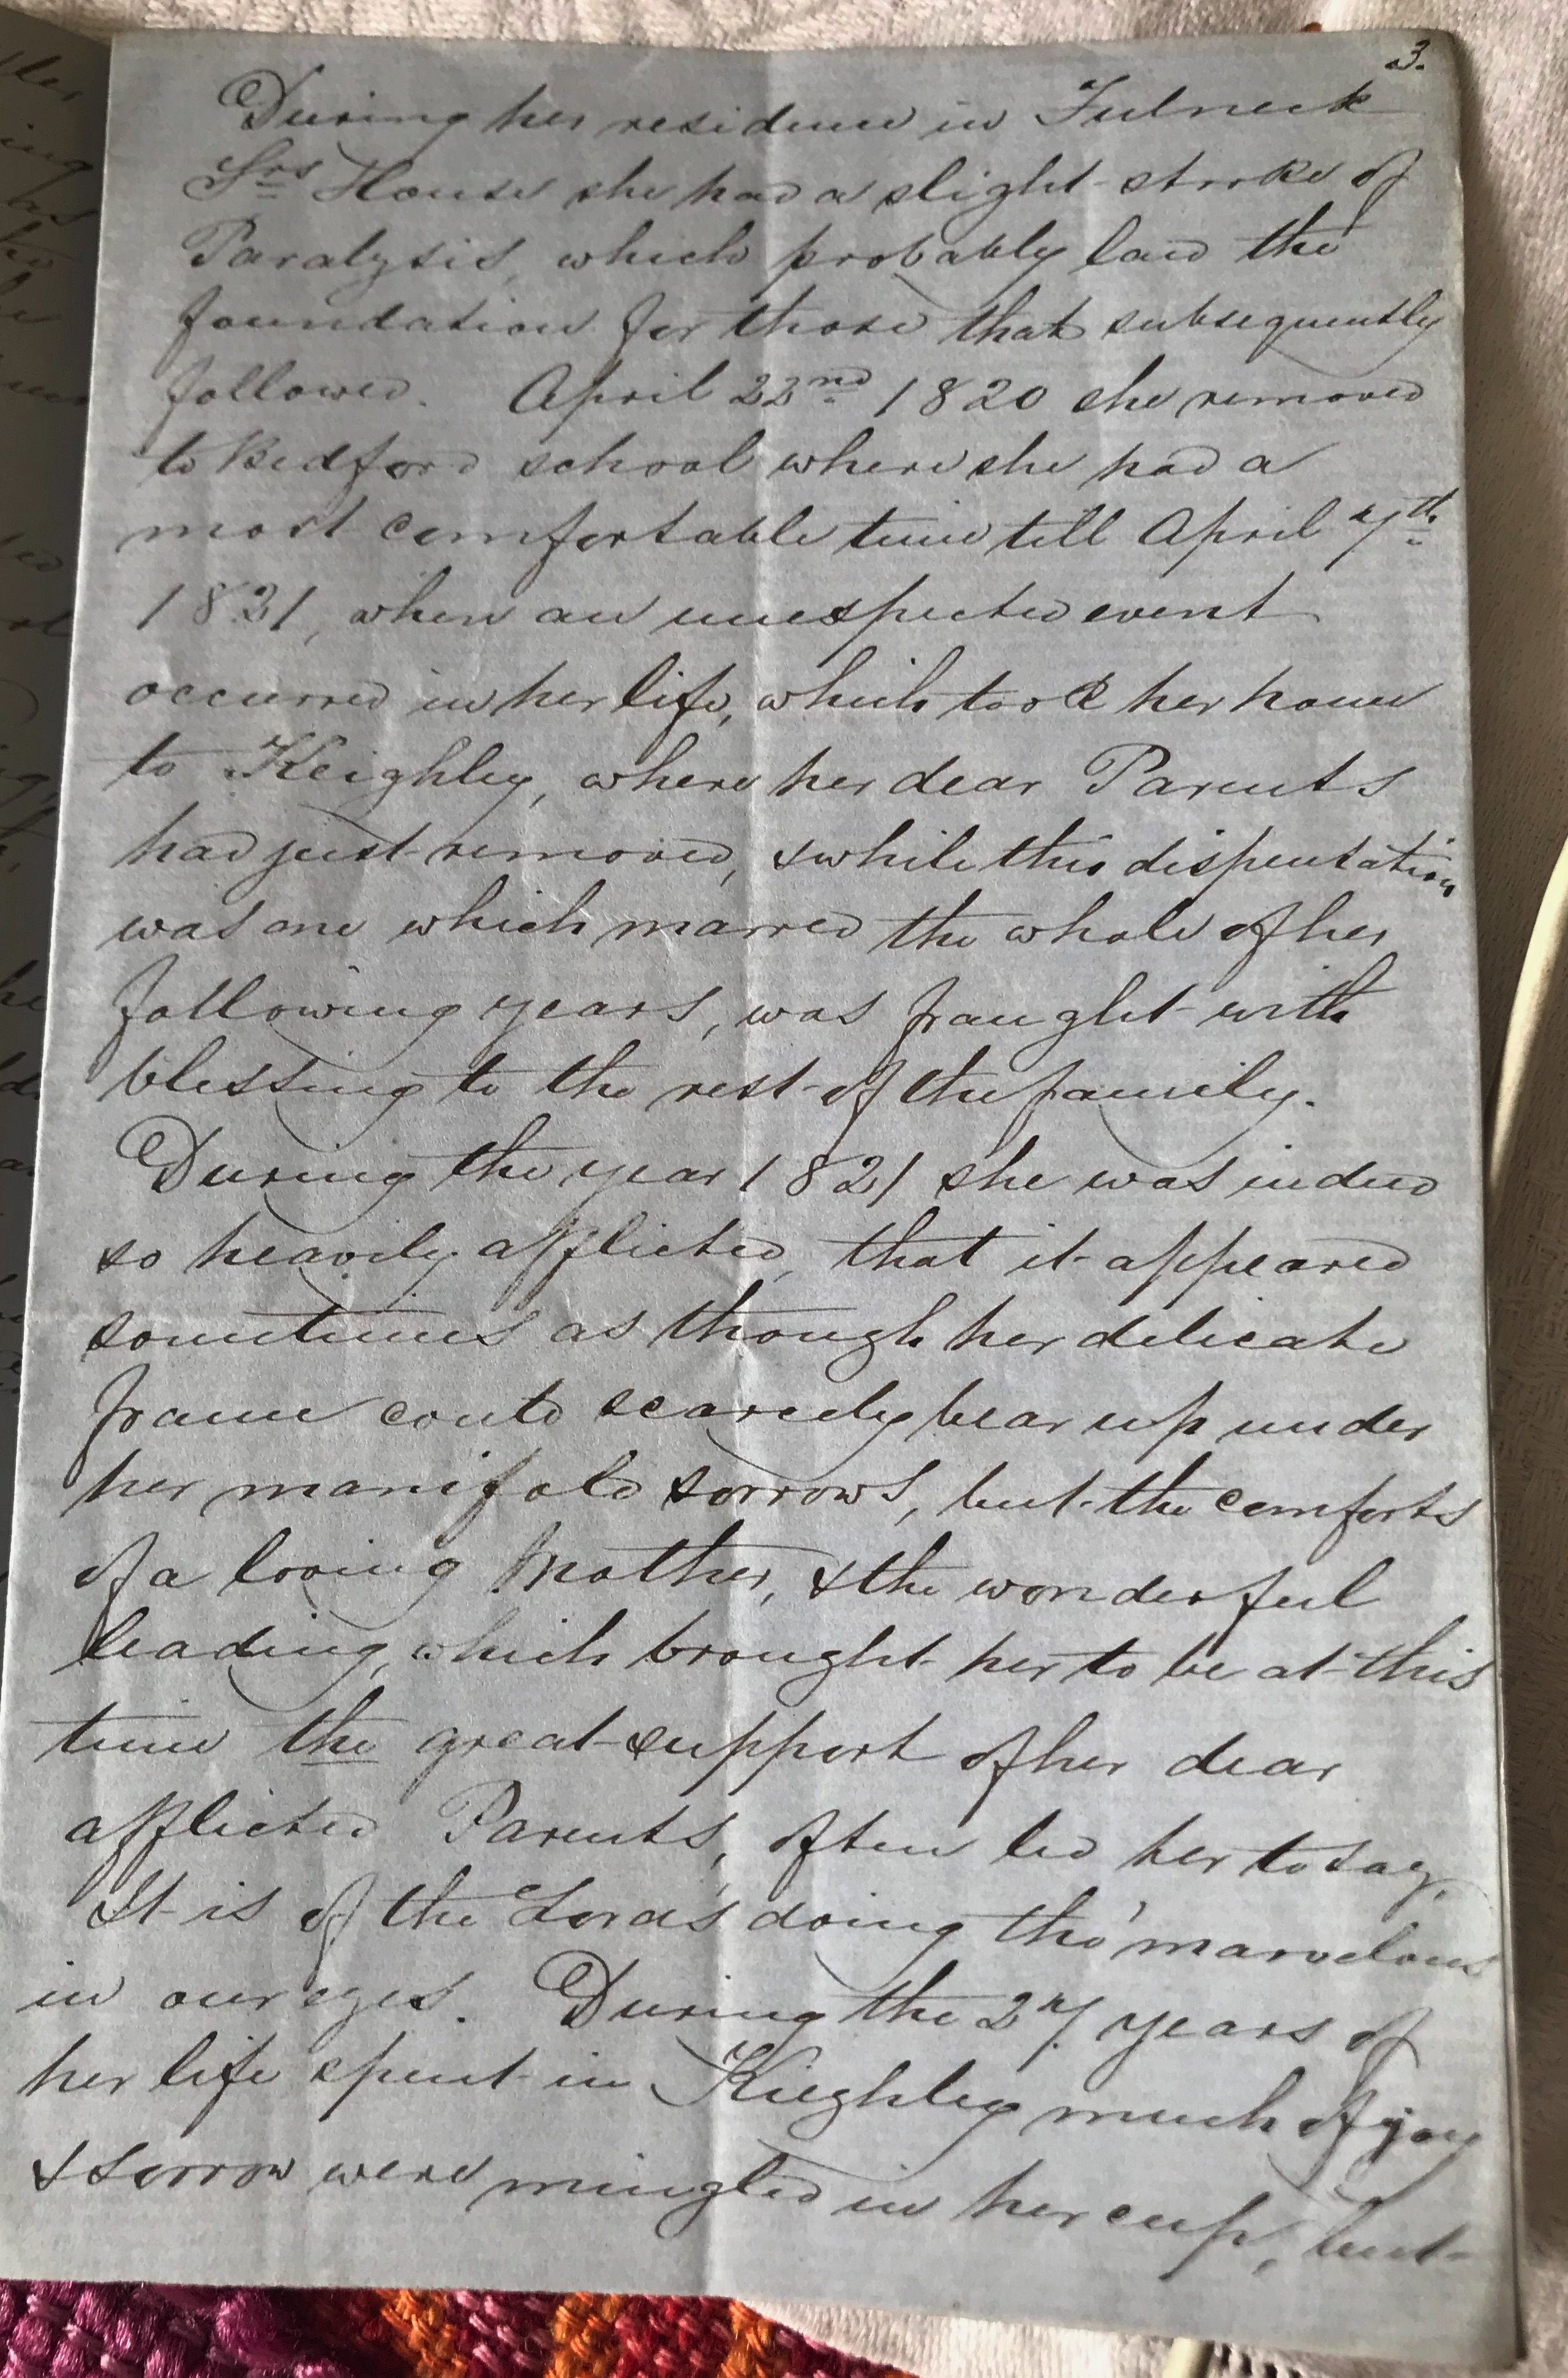 3.
During her residence in Fulneck
Srs House she had a slight stroke of
Paralysis, which probably laid the
foundation for those that subsequently
followed. April 22nd 1820 she removed
to Bedford school where she had a
most comfortable time till April 7th
1821, when an unexpected event
occurred in her life, which took her home
to Keighley, where her dear Parents
had just removed, & while this dispensation
was one which marred the whole of her
following years, was fraught with
blessing to the rest of the family.
During the year 1821 she was indeed
so heavily afflicted, that it appeared
sometimes as though her delicate
frame could scarcely bear up under
her manifold sorrows, but the comforts
of a loving Mother, & the wonderful
leading, which brought her to be at this
time the great support of her dear
afflicted Parents, often led her to say,
It is of the Lords doing tho' marvelous
in our eyes. During the 27 years of
her life spent in Kieghley much of joy
& sorrow were mingled in her cup, but